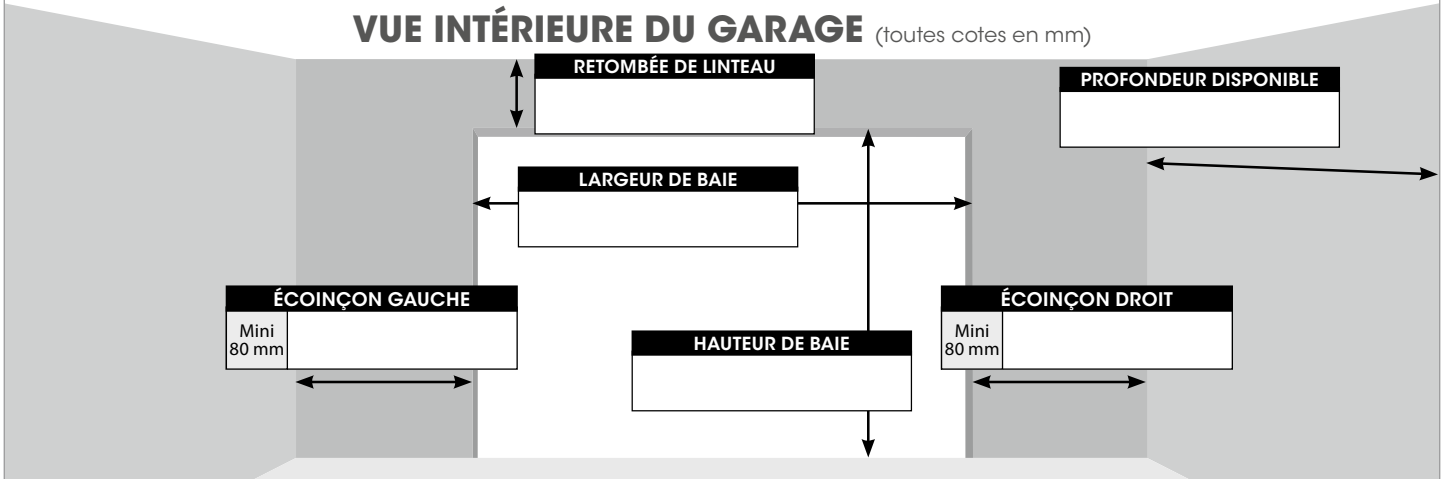 VUE INTÉRIEURE DU GARAGE (toutes cotes en mm)
RETOMBÉE DE LINTEAU
PROFONDEUR DISPONIBLE
LARGEUR DE BAIE
ÉCOINÇON GAUCHE
Mini
80 mm
HAUTEUR DE BAIE
ÉCOINÇON DROIT
Mini
80 mm